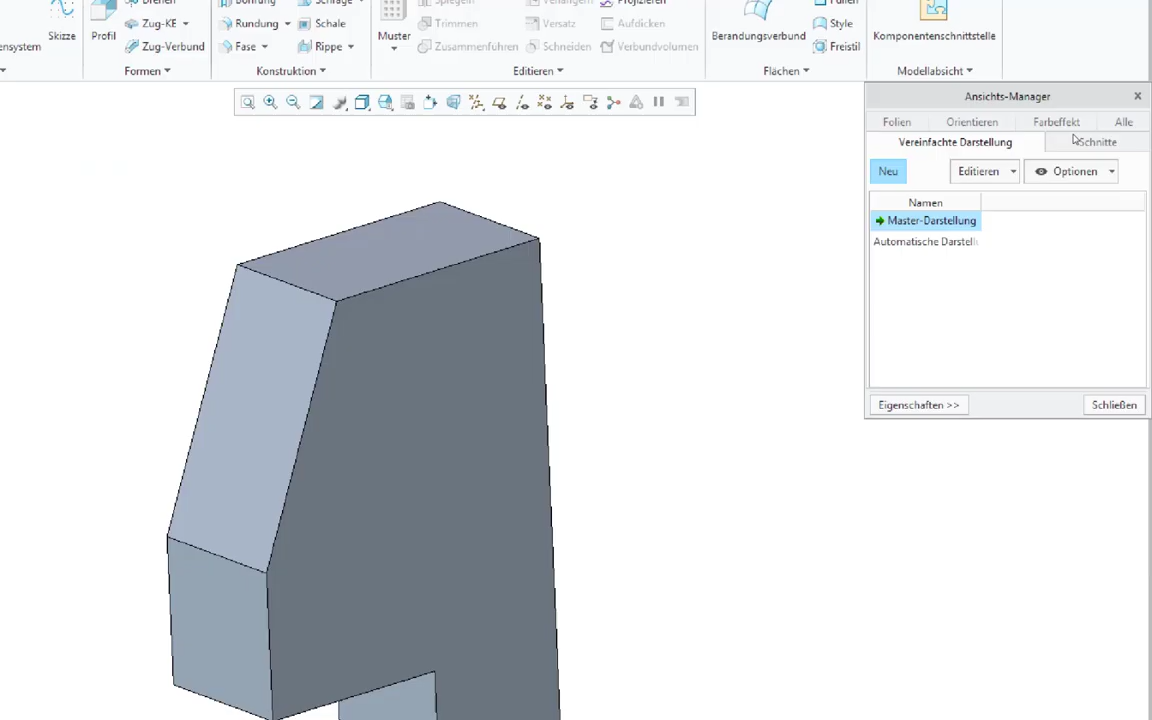 Drehen Bohrung Schräge Spiegeln Verlängern Projizieren Füllen
Zug-KE Rundung Schale Trimmen Versatz Aufdicken Style
ensystem Skizze Profil Muster Berandungsverbund Komponentenschnittstelle
Zug-Verbund Fase Rippe Zusammenführen Schneiden Verbundvolumen Freistil
Formen Konstruktion Editieren Flächen Modellabsicht
Ansichts-Manager
Folien Orientieren Farbeffekt Alle
Vereinfachte Darstellung Schnitte
Neu Editieren Optionen
Namen
Master-Darstellung
Automatische Darstell
Eigenschaften >> Schließen